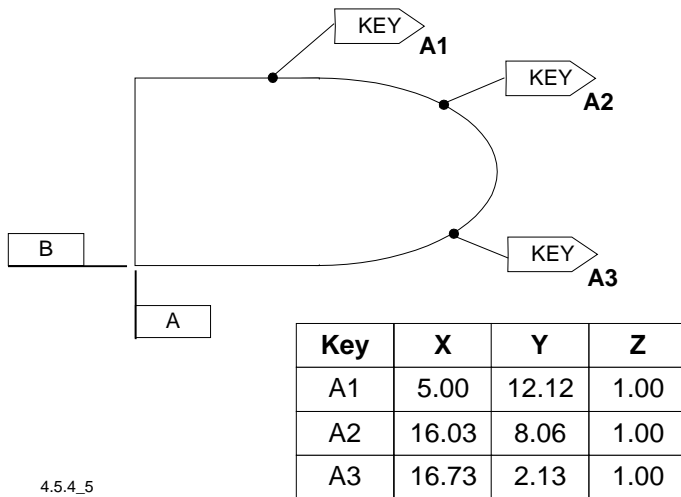 KEY
A1
KEY
A2
B
KEY
A3
A
Key X Y Z
A1 5.00 12.12 1.00
A2 16.03 8.06 1.00
A3 16.73 2.13 1.00
4.5.4_5